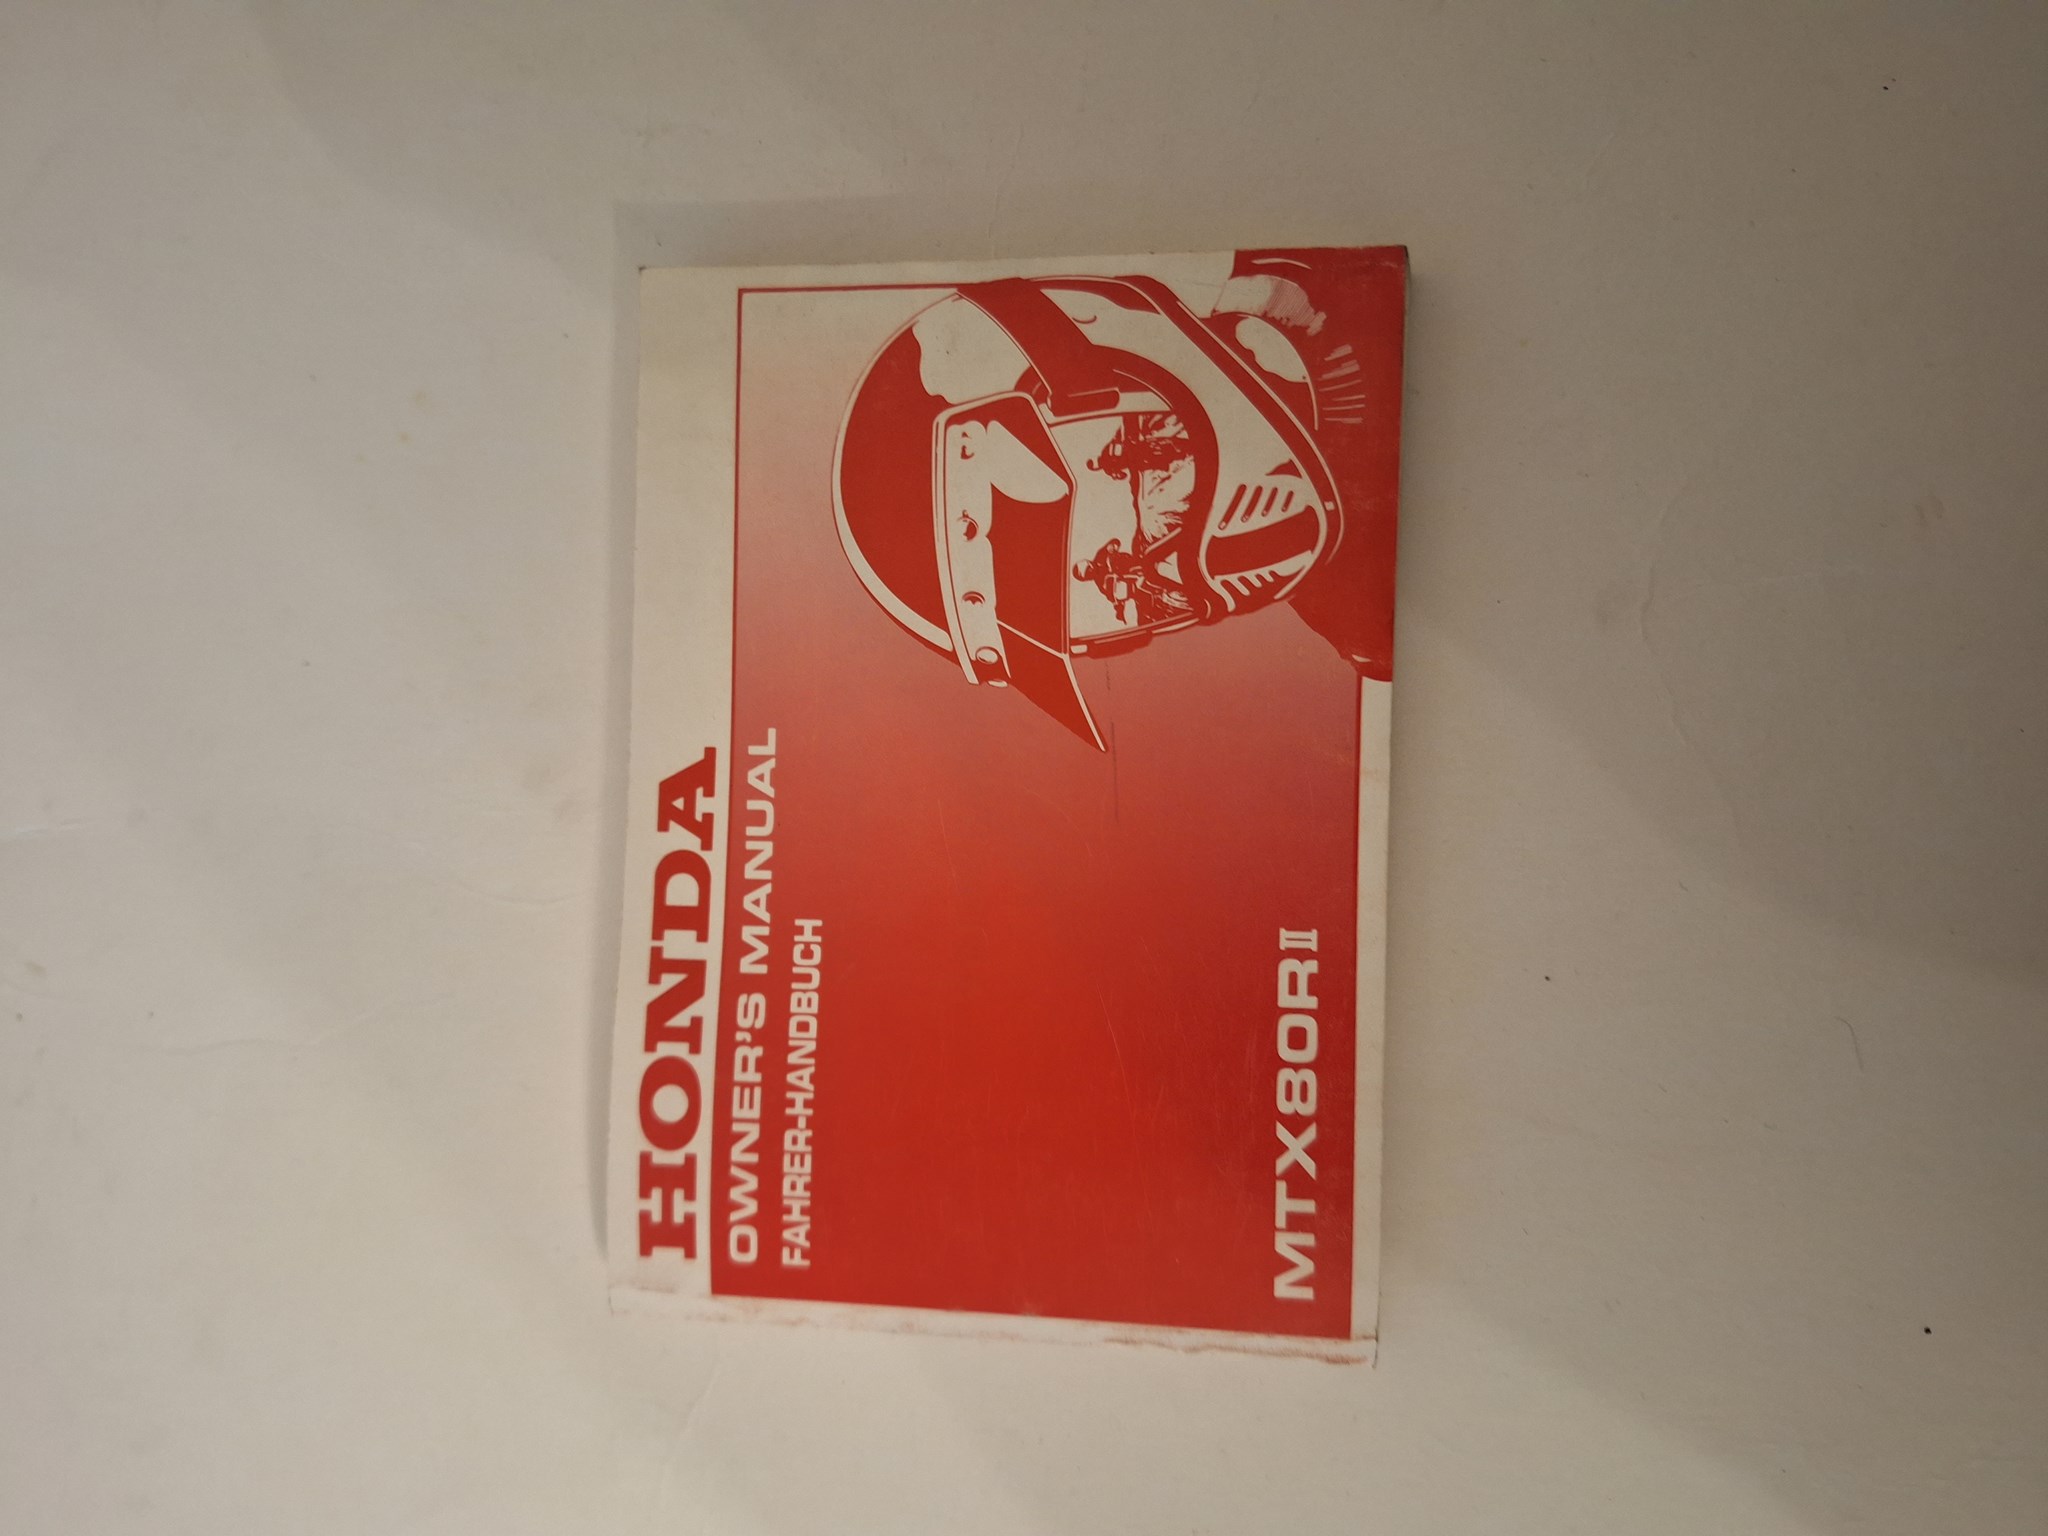 HONDA
OWNER'S MANUAL
FAHRER-HANDBUCH
MTX80RII